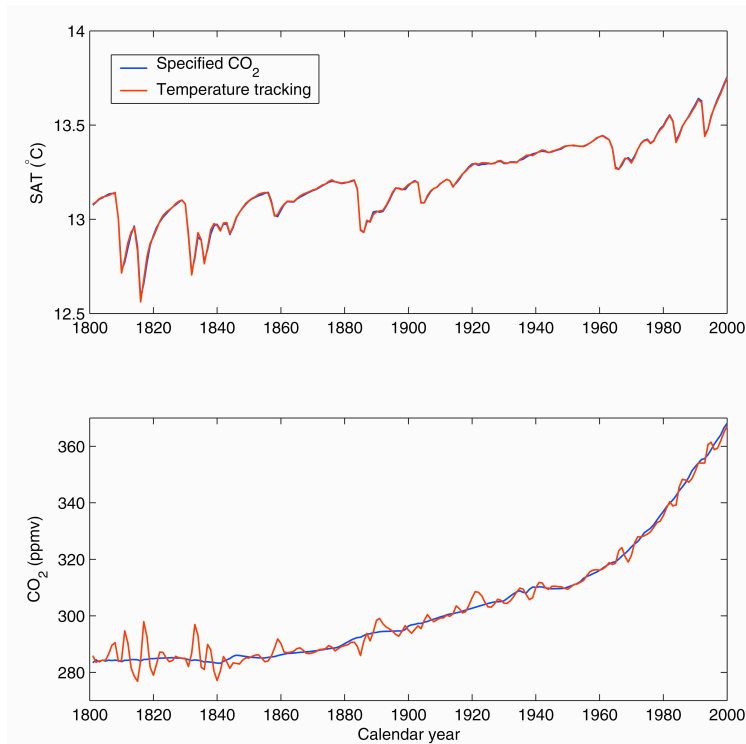 14
13.5
13
12.5
SAT (°C)
Specified CO2
Temperature tracking
1800 1820 1840 1860 1880 1900 1920 1940 1960 1980 2000
360
340
320
300
280
CO2 (ppmv)
1800 1820 1840 1860 1880 1900 1920 1940 1960 1980 2000
Calendar year